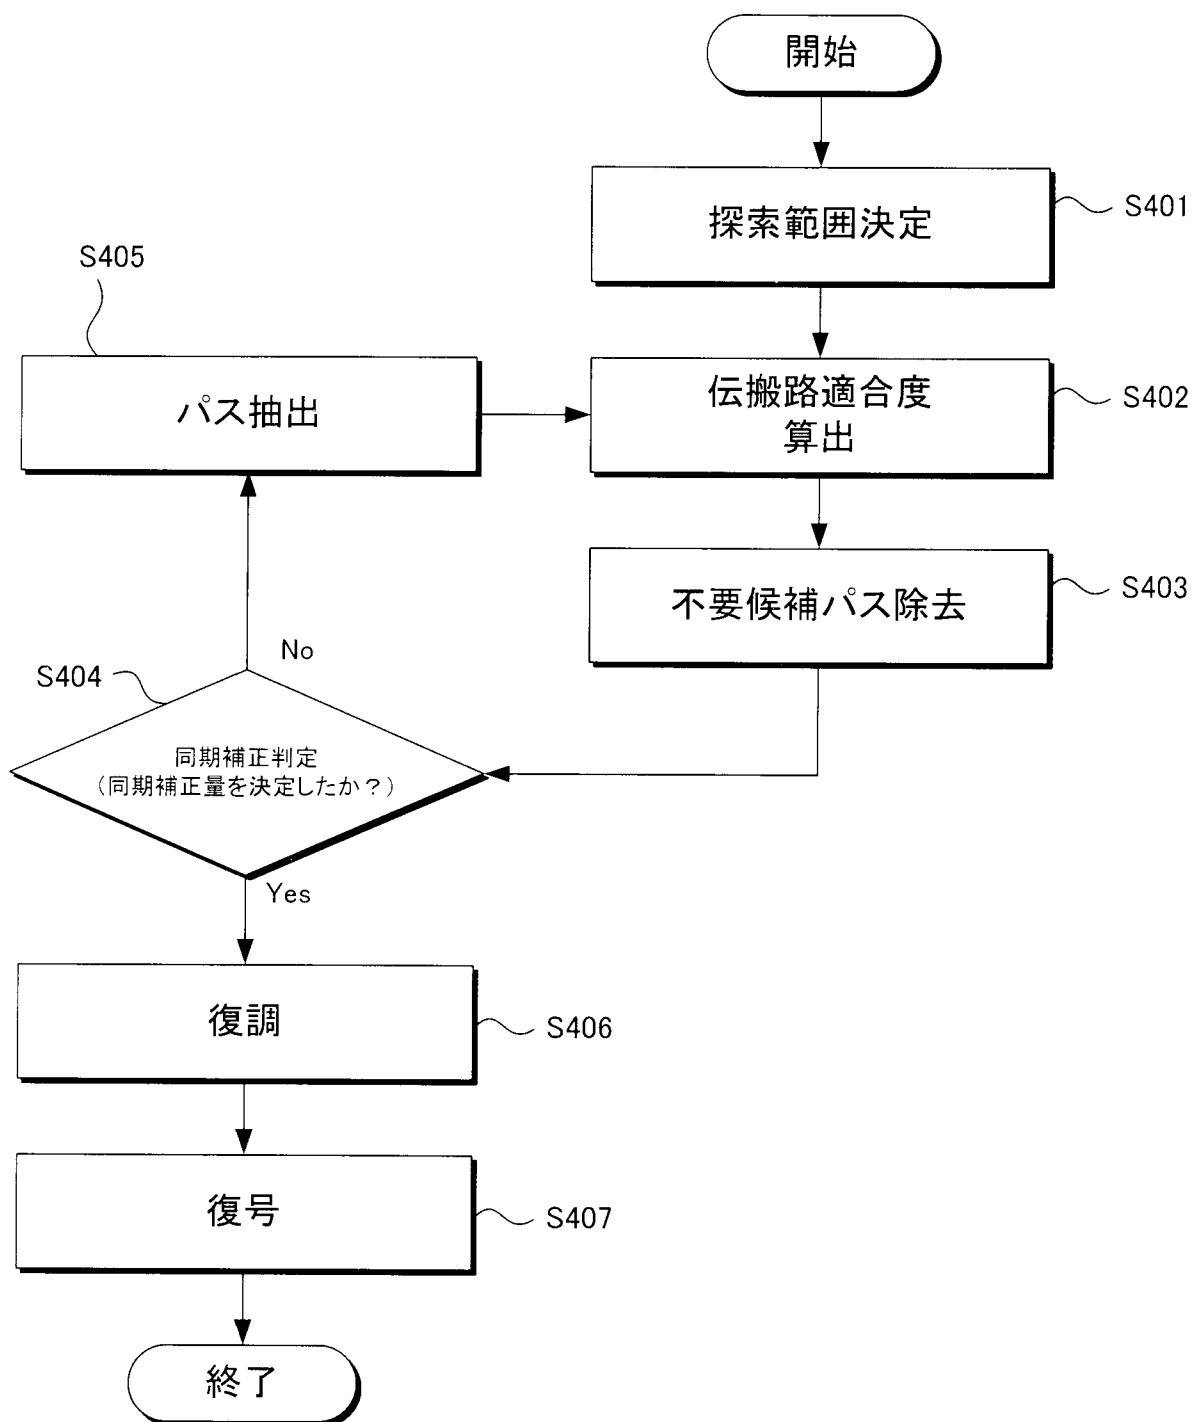 開始
探索範囲決定
S401
S405
パス抽出
伝搬路適合度
算出
S402
不要候補パス除去
S403
No
S404
同期補正判定
(同期補正量を決定したか?)
Yes
復調
S406
復号
S407
終了